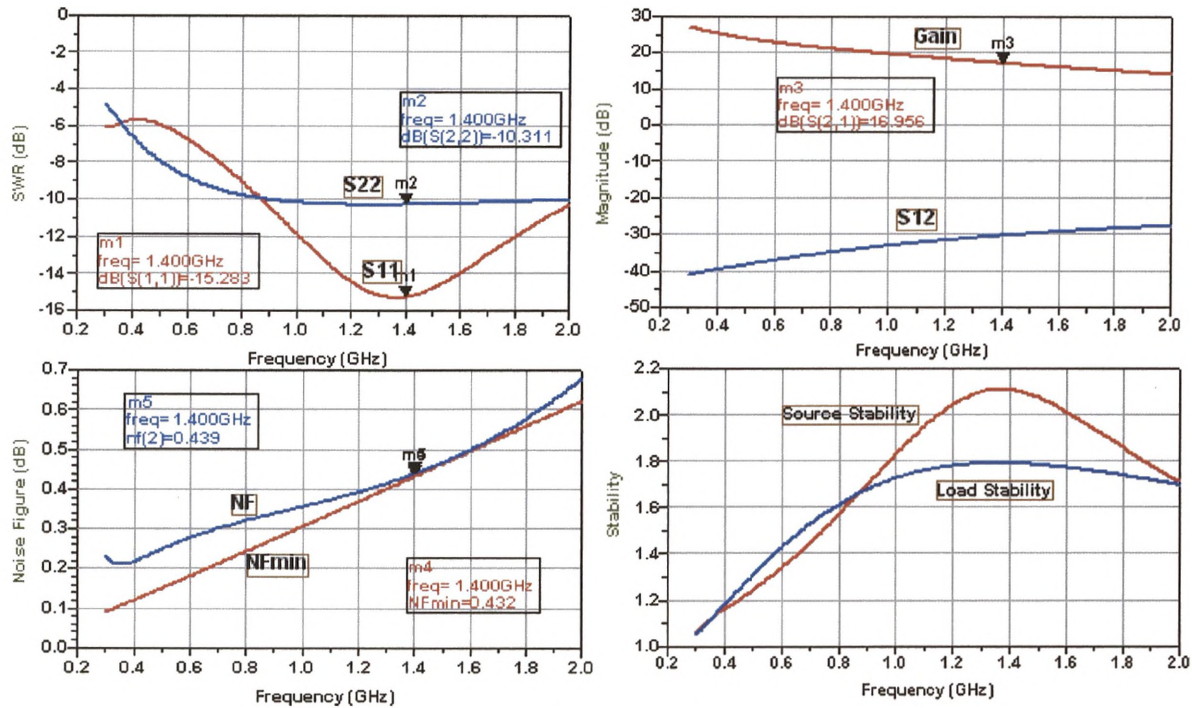 0
-2
-4
-6
-8
-10
-12
-14
-16
SWR (dB)
m2
freq= 1.400GHz
dB(S(2,2))=-10.311
S22
m2
m1
freq= 1.400GHz
dB(S(1,1))=-15.283
S11
m1
0.2 0.4 0.6 0.8 1.0 1.2 1.4 1.6 1.8 2.0
Frequency (GHz)
30
20
10
0
-10
-20
-30
-40
-50
Magnitude (dB)
Gain
m3
m3
freq= 1.400GHz
dB(S(2,1))=16.956
S12
0.2 0.4 0.6 0.8 1.0 1.2 1.4 1.6 1.8 2.0
Frequency (GHz)
0.7
0.6
0.5
0.4
0.3
0.2
0.1
0.0
Noise Figure (dB)
m5
freq= 1.400GHz
nf(2)=0.439
NF
NFmin
m4
freq= 1.400GHz
NFmin=0.432
0.2 0.4 0.6 0.8 1.0 1.2 1.4 1.6 1.8 2.0
Frequency (GHz)
2.2
2.0
1.8
1.6
1.4
1.2
1.0
Stability
Source Stability
Load Stability
0.2 0.4 0.6 0.8 1.0 1.2 1.4 1.6 1.8 2.0
Frequency (GHz)